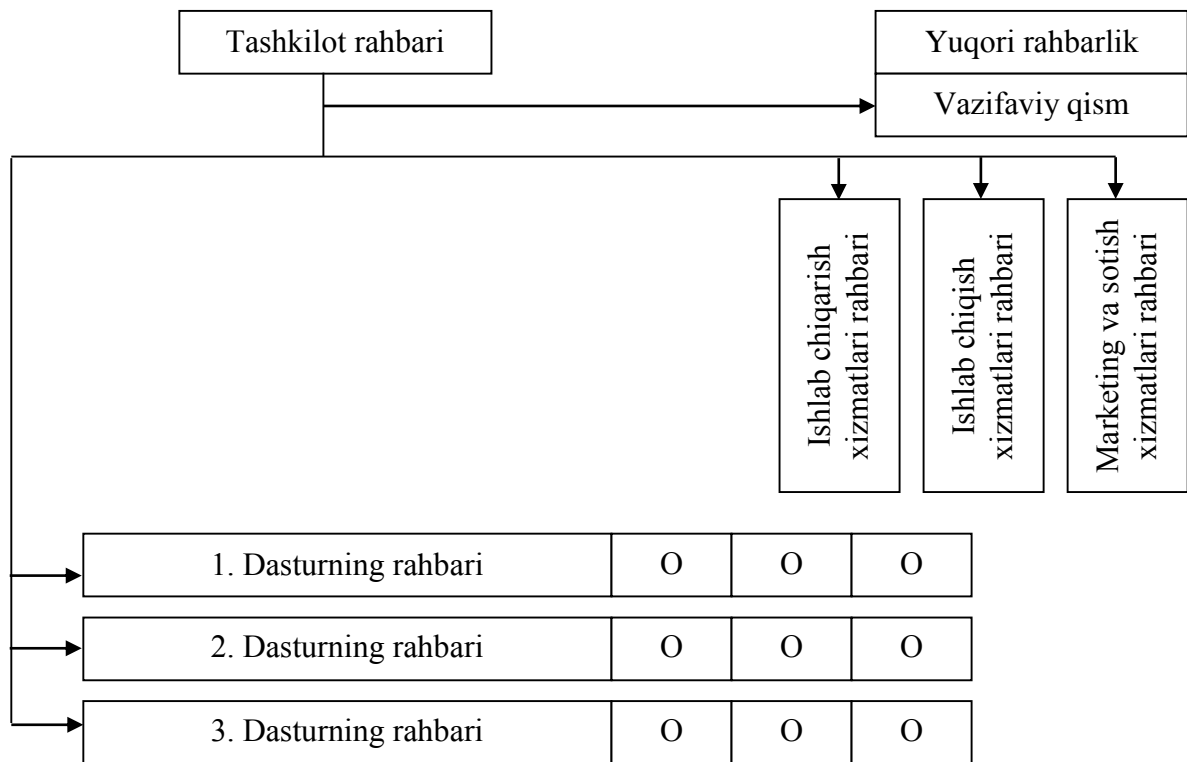 Tashkilot rahbari
Yuqori rahbarlik
Vazifaviy qism
Ishlab chiqarish
xizmatlari rahbari
Ishlab chiqish
xizmatlari rahbari
Marketing va sotish
xizmatlari rahbari
1. Dasturning rahbari O O O
2. Dasturning rahbari O O O
3. Dasturning rahbari O O O